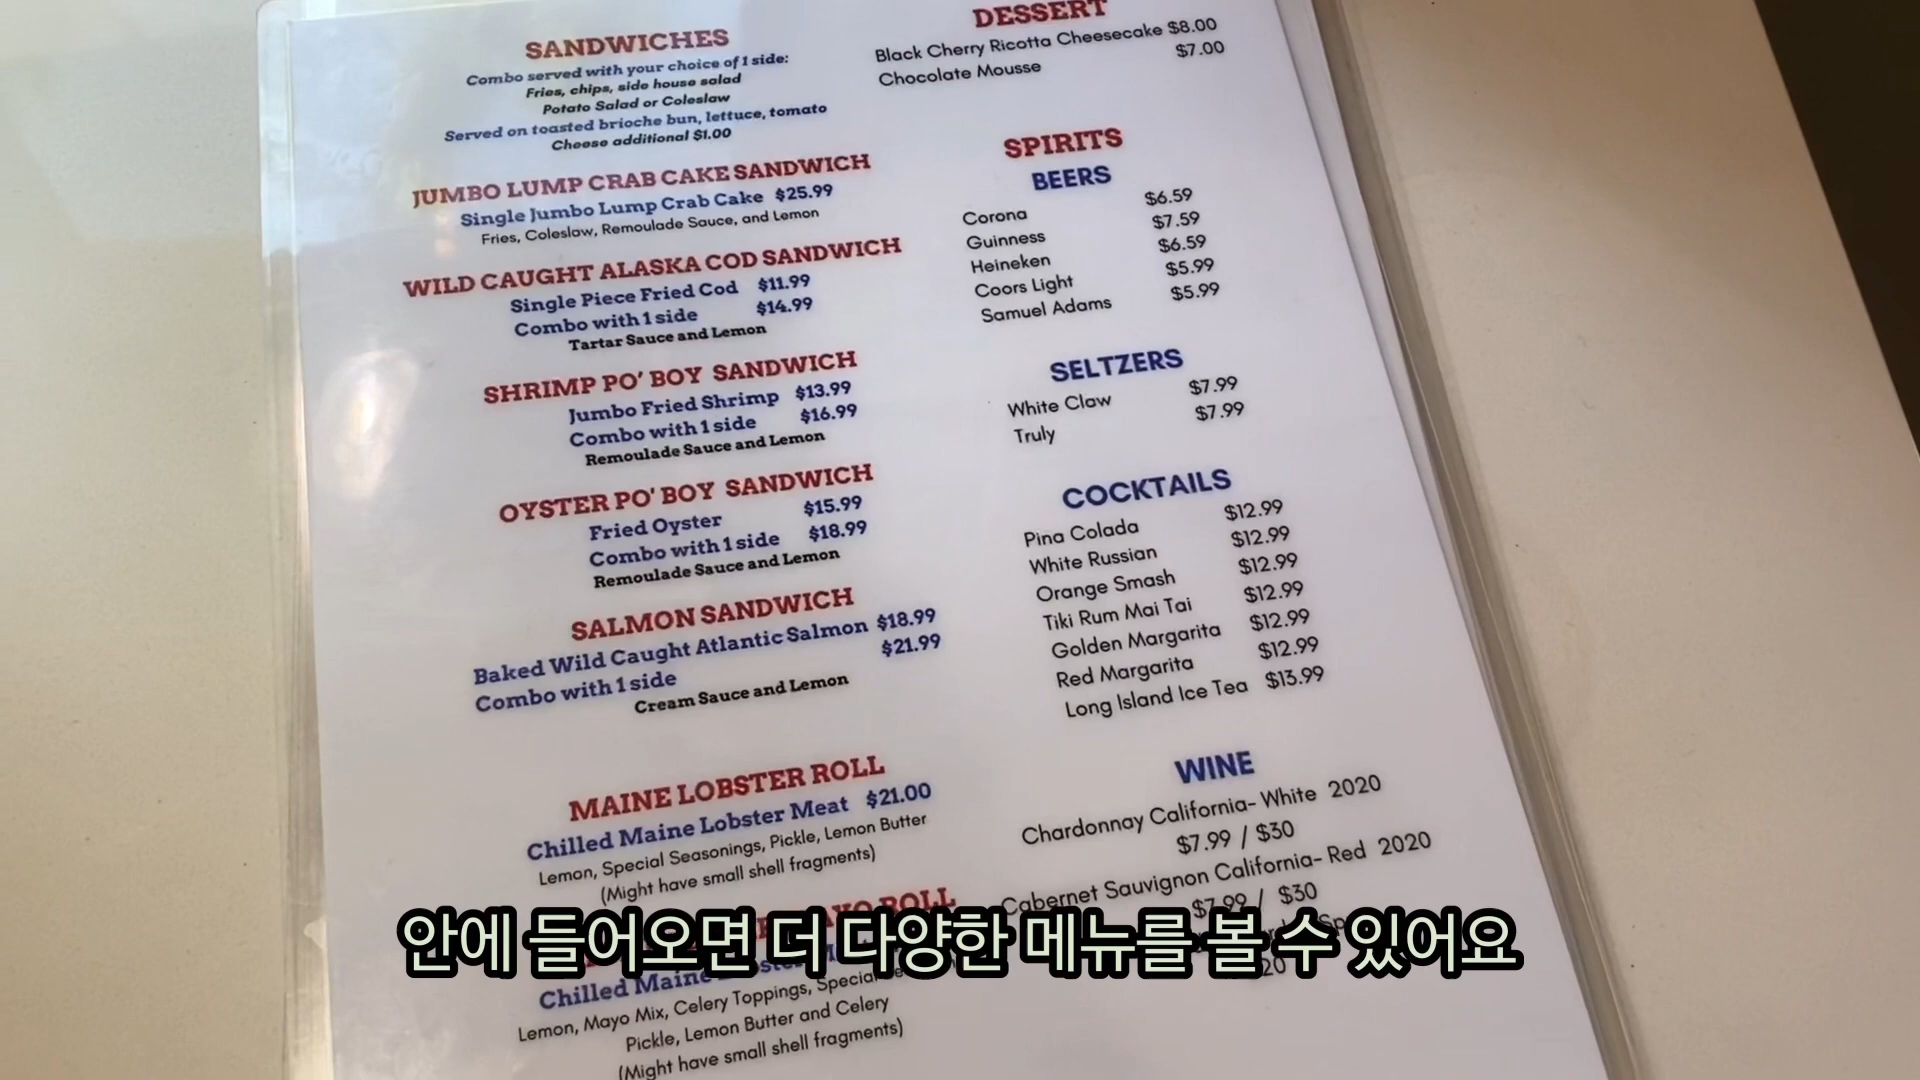 SANDWICHES
Combo served with your choice of 1 side:
Fries, chips, side house salad
Potato Salad or Coleslaw
Served on toasted brioche bun, lettuce, tomato
Cheese additional $1.00
JUMBO LUMP CRAB CAKE SANDWICH
Single Jumbo Lump Crab Cake $25.99
Fries, Coleslaw, Remoulade Sauce, and Lemon
WILD CAUGHT ALASKA COD SANDWICH
Single Piece Fried Cod $11.99
Combo with 1 side $14.99
Tartar Sauce and Lemon
SHRIMP PO' BOY SANDWICH
Jumbo Fried Shrimp $13.99
Combo with 1 side $16.99
Remoulade Sauce and Lemon
OYSTER PO' BOY SANDWICH
Fried Oyster $15.99
Combo with 1 side $18.99
Remoulade Sauce and Lemon
SALMON SANDWICH
Baked Wild Caught Atlantic Salmon $18.99
Combo with 1 side $21.99
Cream Sauce and Lemon
MAINE LOBSTER ROLL
Chilled Maine Lobster Meat $21.00
Lemon, Special Seasonings, Pickle, Lemon Butter
(Might have small shell fragments)
ROLL
Chilled Maine
Lemon, Mayo Mix, Celery Toppings, Special
Pickle, Lemon Butter and Celery
(Might have small shell fragments)
DESSERT
Black Cherry Ricotta Cheesecake $8.00
Chocolate Mousse $7.00
SPIRITS
BEERS
Corona $6.59
Guinness $7.59
Heineken $6.59
Coors Light $5.99
Samuel Adams $5.99
SELTZERS
White Claw $7.99
Truly $7.99
COCKTAILS
Pina Colada $12.99
White Russian $12.99
Orange Smash $12.99
Tiki Rum Mai Tai $12.99
Golden Margarita $12.99
Red Margarita $12.99
Long Island Ice Tea $13.99
WINE
Chardonnay California- White 2020
$7.99 / $30
Cabernet Sauvignon California- Red 2020
$7.99 / $30
안에 들어오면 더 다양한 메뉴를 볼 수 있어요